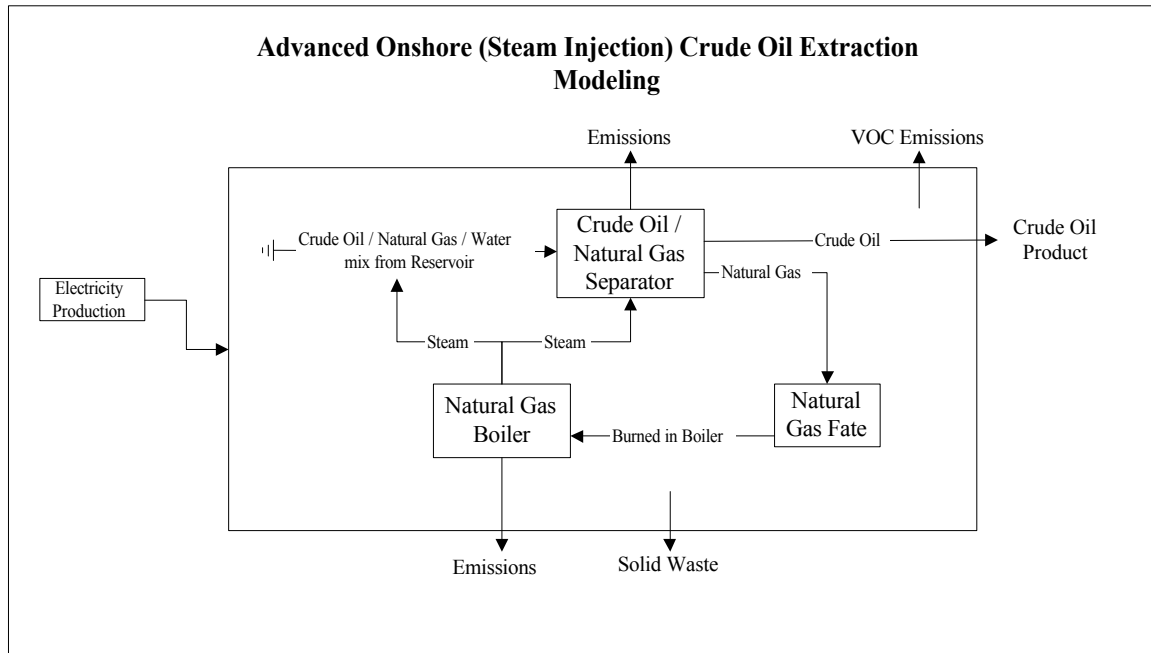 Advanced Onshore (Steam Injection) Crude Oil Extraction
Modeling
Emissions
VOC Emissions
Crude Oil / Natural Gas / Water
mix from Reservoir
Crude Oil /
Natural Gas
Separator
Crude Oil
Crude Oil
Product
Natural Gas
Electricity
Production
Steam
Steam
Natural Gas
Boiler
Burned in Boiler
Natural
Gas Fate
Emissions
Solid Waste